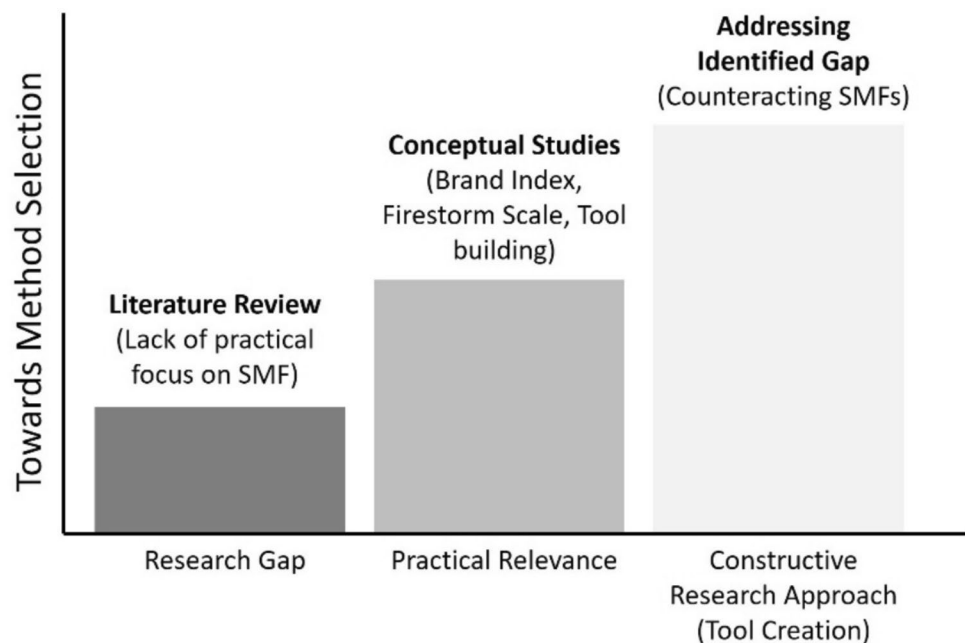 Towards Method Selection
Literature Review
(Lack of practical
focus on SMF)
Conceptual Studies
(Brand Index,
Firestorm Scale, Tool
building)
Addressing
Identified Gap
(Counteracting SMFs)
Research Gap
Practical Relevance
Constructive
Research Approach
(Tool Creation)